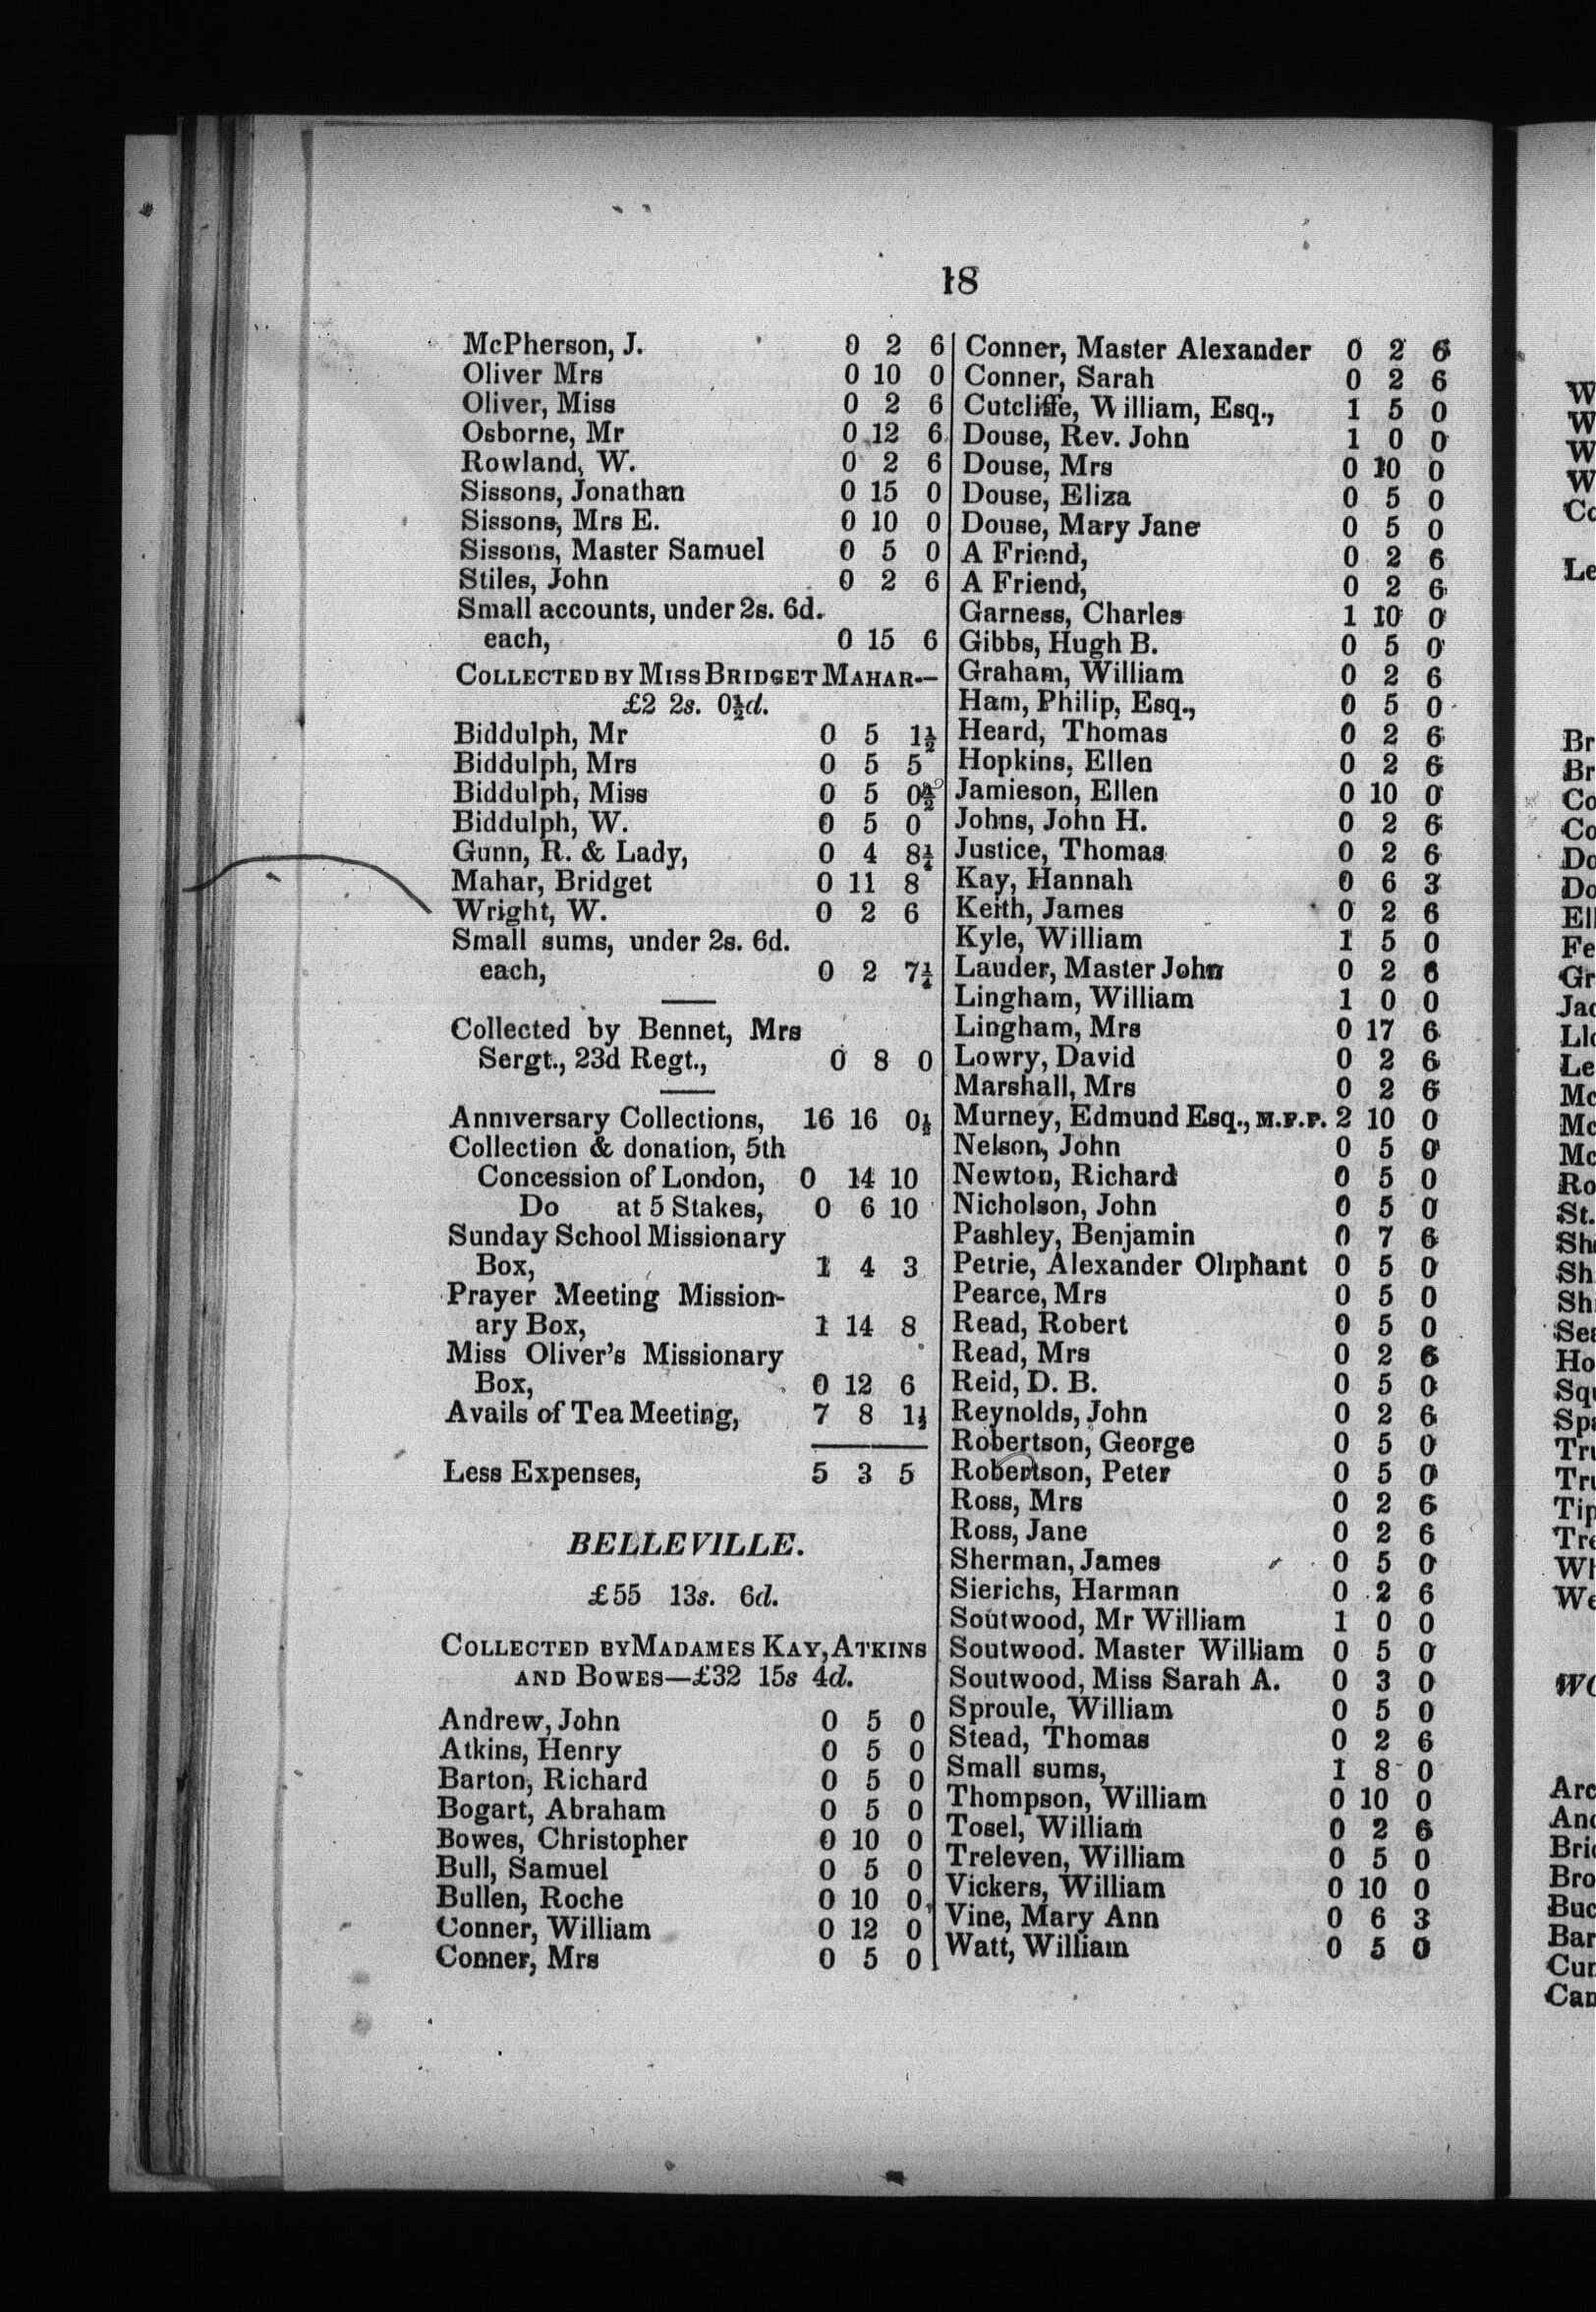 18
McPherson, J. 0 2 6
Oliver Mrs 0 10 0
Oliver, Miss 0 2 6
Osborne, Mr 0 12 6
Rowland, W. 0 2 6
Sissons, Jonathan 0 15 0
Sissons, Mrs E. 0 10 0
Sissons, Master Samuel 0 5 0
Stiles, John 0 2 6
Small accounts, under 2s. 6d.
each, 0 15 6
COLLECTED BY MISS BRIDGET MAHAR.—
£2 2s. 0½d.
Biddulph, Mr 0 5 1½
Biddulph, Mrs 0 5 5
Biddulph, Miss 0 5 0½
Biddulph, W. 0 5 0
Gunn, R. & Lady, 0 4 8¼
Mahar, Bridget 0 11 8
Wright, W. 0 2 6
Small sums, under 2s. 6d.
each, 0 2 7¼
Collected by Bennet, Mrs
Sergt., 23d Regt., 0 8 0
Anniversary Collections, 16 16 0½
Collection & donation, 5th
Concession of London, 0 14 10
Do at 5 Stakes, 0 6 10
Sunday School Missionary
Box, 1 4 3
Prayer Meeting Mission-
ary Box, 1 14 8
Miss Oliver's Missionary
Box, 0 12 6
Avails of Tea Meeting, 7 8 1½
Less Expenses, 5 3 5
BELLEVILLE.
£55 13s. 6d.
COLLECTED BY MADAMES KAY, ATKINS
AND BOWES—£32 15s 4d.
Andrew, John 0 5 0
Atkins, Henry 0 5 0
Barton, Richard 0 5 0
Bogart, Abraham 0 5 0
Bowes, Christopher 0 10 0
Bull, Samuel 0 5 0
Bullen, Roche 0 10 0
Conner, William 0 12 0
Conner, Mrs 0 5 0
Conner, Master Alexander 0 2 6
Conner, Sarah 0 2 6
Cutcliffe, William, Esq., 1 5 0
Douse, Rev. John 1 0 0
Douse, Mrs 0 10 0
Douse, Eliza 0 5 0
Douse, Mary Jane 0 5 0
A Friend, 0 2 6
A Friend, 0 2 6
Garness, Charles 1 10 0
Gibbs, Hugh B. 0 5 0
Graham, William 0 2 6
Ham, Philip, Esq., 0 5 0
Heard, Thomas 0 2 6
Hopkins, Ellen 0 2 6
Jamieson, Ellen 0 10 0
Johns, John H. 0 2 6
Justice, Thomas 0 2 6
Kay, Hannah 0 6 3
Keith, James 0 2 6
Kyle, William 1 5 0
Lauder, Master John 0 2 6
Lingham, William 1 0 0
Lingham, Mrs 0 17 6
Lowry, David 0 2 6
Marshall, Mrs 0 2 6
Murney, Edmund Esq., M.P.P. 2 10 0
Nelson, John 0 5 0
Newton, Richard 0 5 0
Nicholson, John 0 5 0
Pashley, Benjamin 0 7 6
Petrie, Alexander Oliphant 0 5 0
Pearce, Mrs 0 5 0
Read, Robert 0 5 0
Read, Mrs 0 2 6
Reid, D. B. 0 5 0
Reynolds, John 0 2 6
Robertson, George 0 5 0
Robertson, Peter 0 5 0
Ross, Mrs 0 2 6
Ross, Jane 0 2 6
Sherman, James 0 5 0
Sierichs, Harman 0 2 6
Soutwood, Mr William 1 0 0
Soutwood. Master William 0 5 0
Soutwood, Miss Sarah A. 0 3 0
Sproule, William 0 5 0
Stead, Thomas 0 2 6
Small sums, 1 8 0
Thompson, William 0 10 0
Tosel, William 0 2 6
Treleven, William 0 5 0
Vickers, William 0 10 0
Vine, Mary Ann 0 6 3
Watt, William 0 5 0